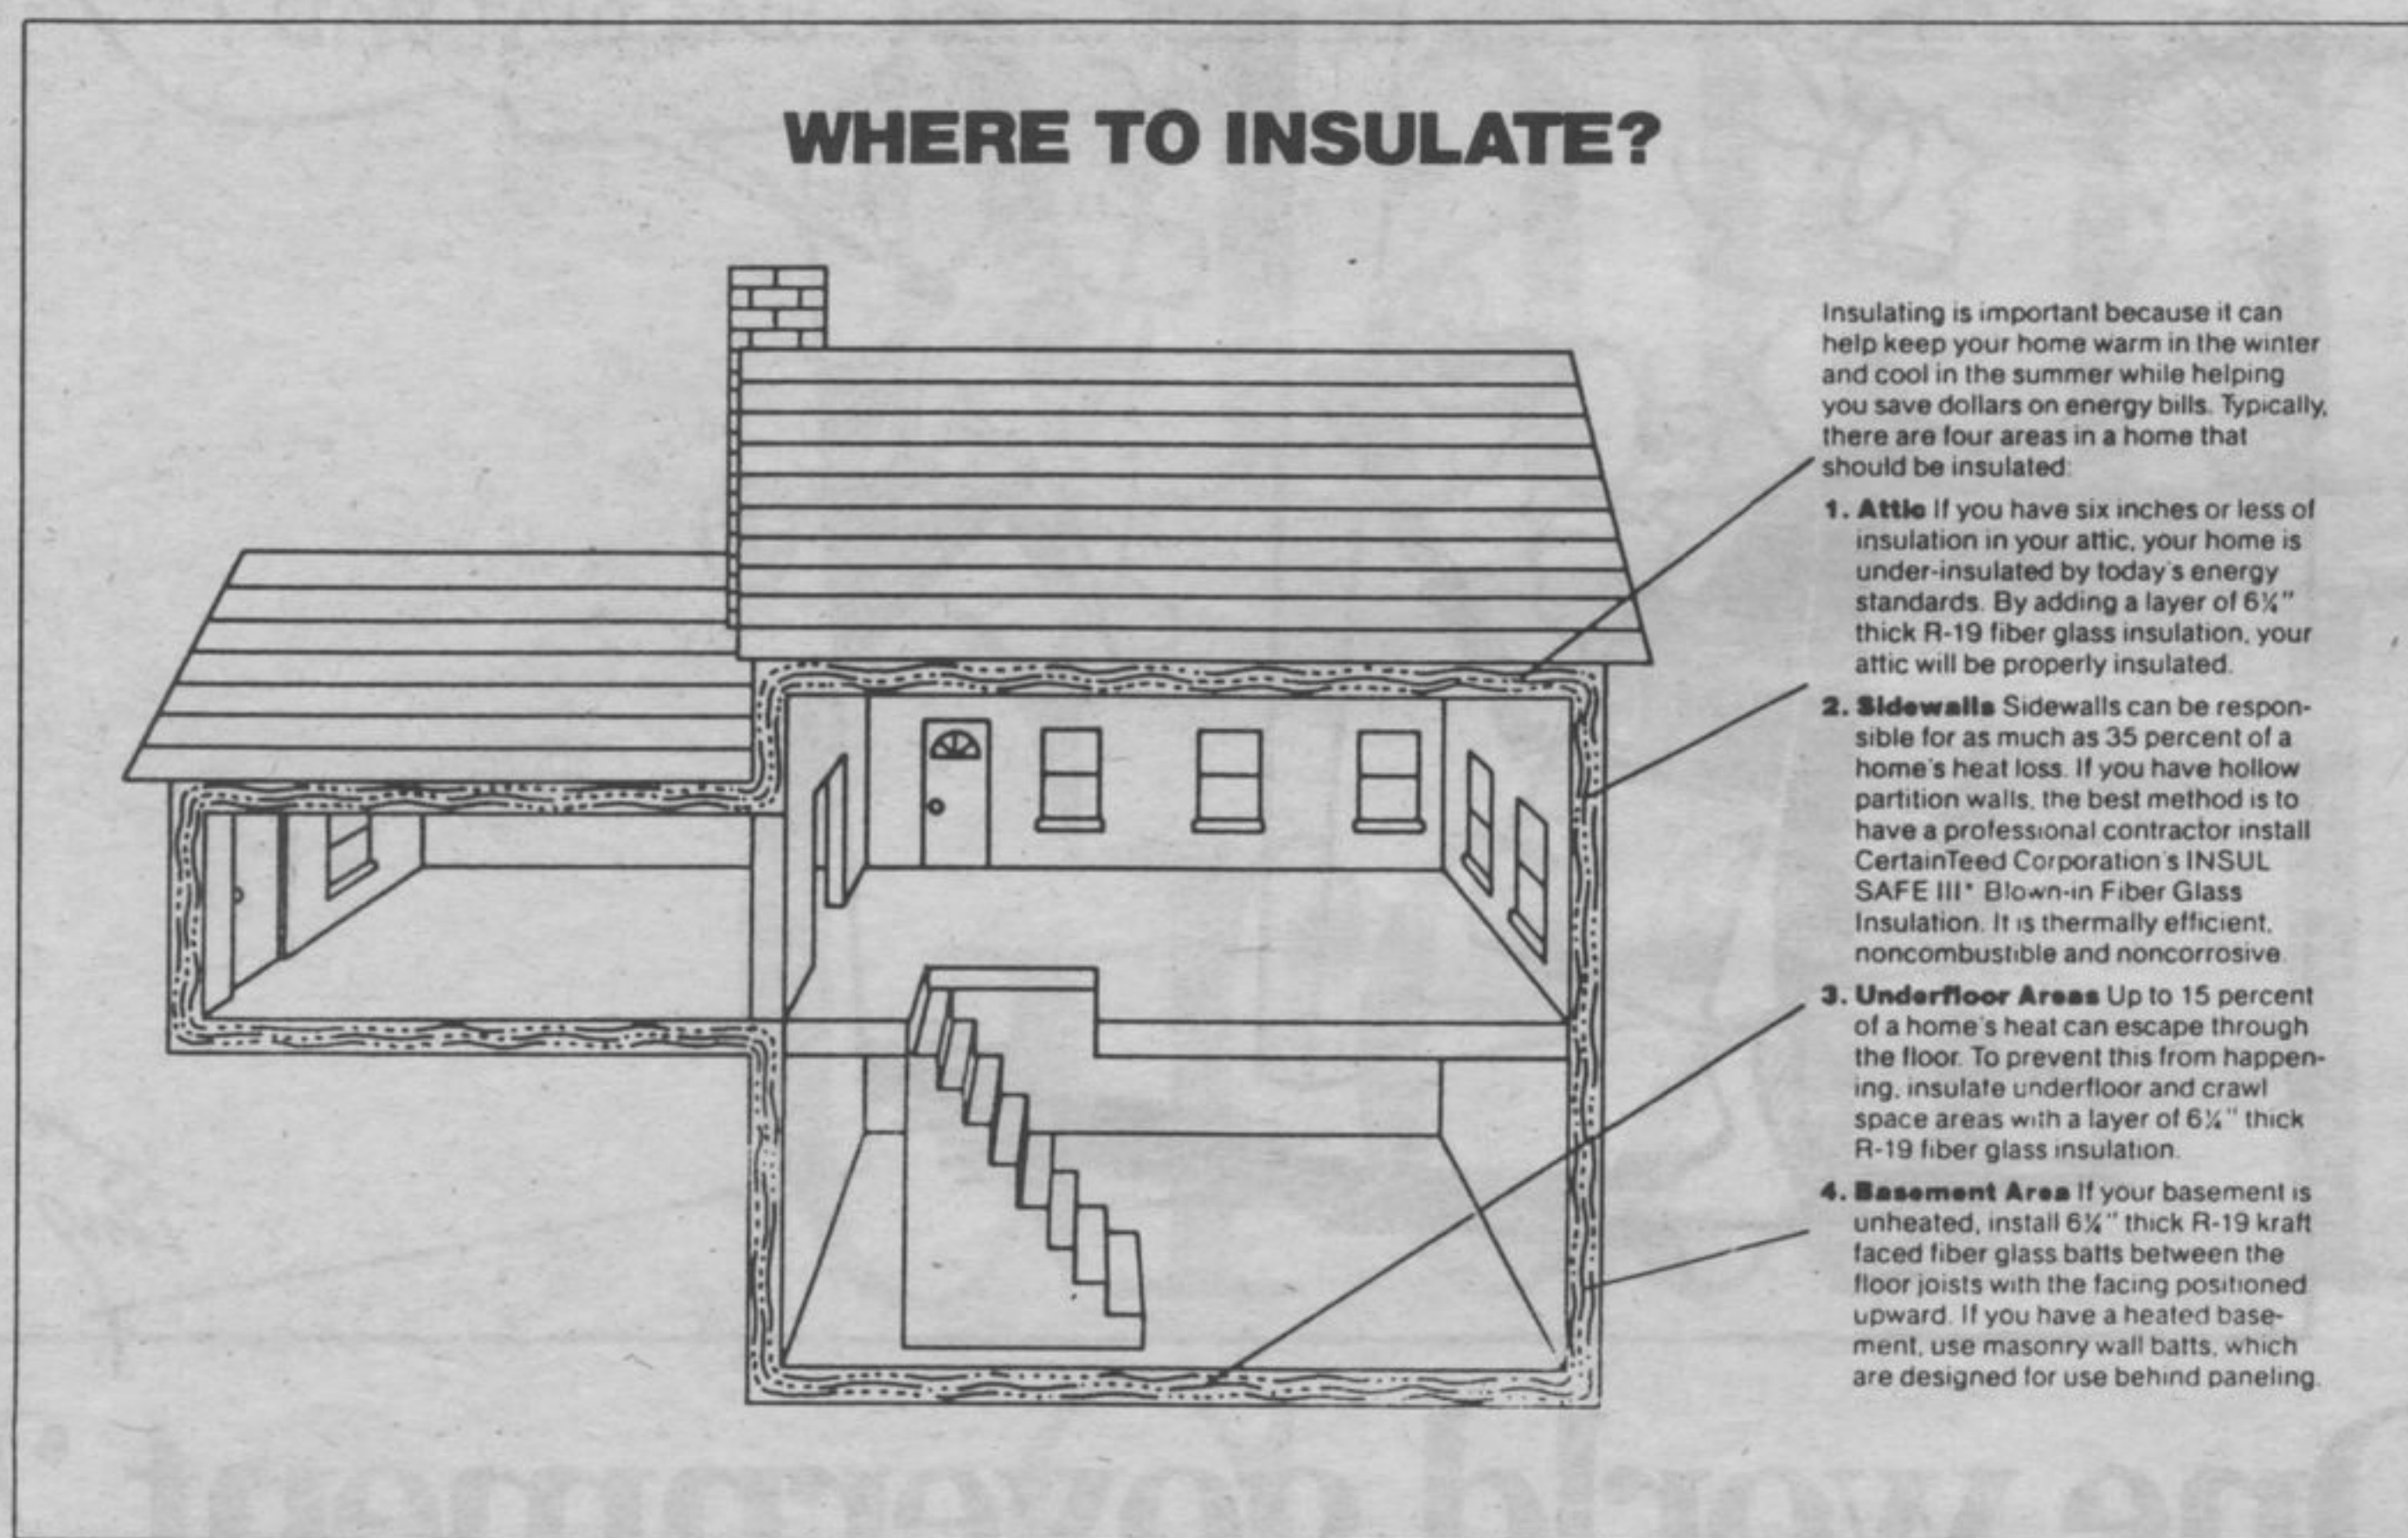 WHERE TO INSULATE?
Insulating is important because it can
help keep your home warm in the winter
and cool in the summer while helping
you save dollars on energy bills. Typically,
there are four areas in a home that
should be insulated:
1. Attic If you have six inches or less of
insulation in your attic, your home is
under-insulated by today's energy
standards. By adding a layer of 6¼"
thick R-19 fiber glass insulation, your
attic will be properly insulated.
2. Sidewalls Sidewalls can be respon-
sible for as much as 35 percent of a
home's heat loss. If you have hollow
partition walls, the best method is to
have a professional contractor install
CertainTeed Corporation's INSUL
SAFE III* Blown-in Fiber Glass
Insulation. It is thermally efficient,
noncombustible and noncorrosive.
3. Underfloor Areas Up to 15 percent
of a home's heat can escape through
the floor. To prevent this from happen-
ing, insulate underfloor and crawl
space areas with a layer of 6¼" thick
R-19 fiber glass insulation.
4. Basement Area If your basement is
unheated, install 6¼" thick R-19 kraft
faced fiber glass batts between the
floor joists with the facing positioned
upward. If you have a heated base-
ment, use masonry wall batts, which
are designed for use behind paneling.